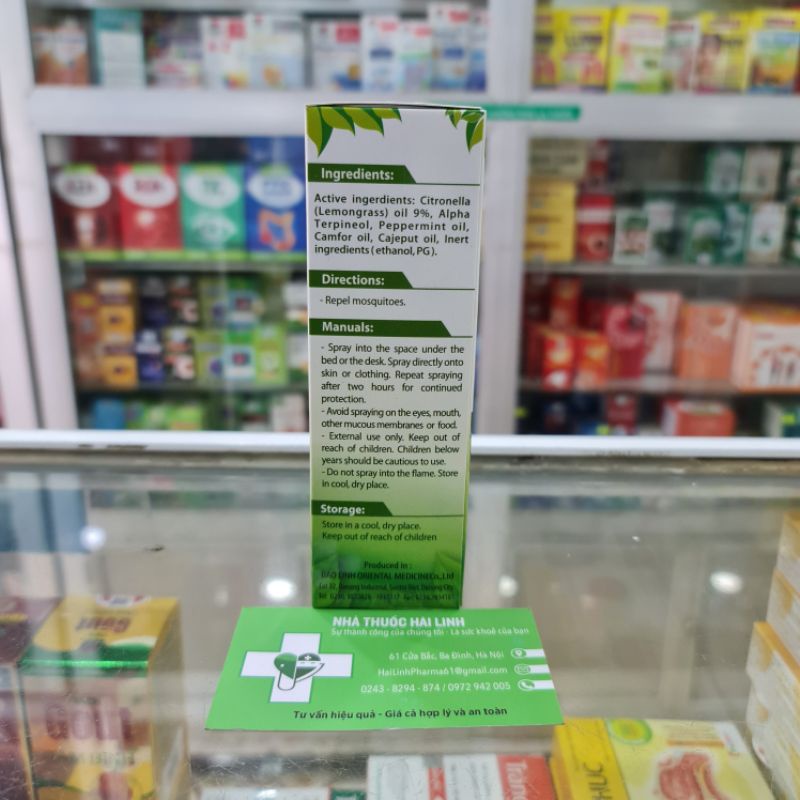 Ingredients:
Active ingerdients: Citronella
(Lemongrass) oil 9%, Alpha
Terpineol, Peppermint oil,
Camfor oil, Cajeput oil, Inert
ingredients ( ethanol, PG ).
Directions:
- Repel mosquitoes.
Manuals:
- Spray into the space under the
bed or the desk. Spray directly onto
skin or clothing. Repeat spraying
after two hours for continued
protection.
- Avoid spraying on the eyes, mouth,
other mucous membranes or food.
- External use only. Keep out of
reach of children. Children below
years should be cautious to use.
- Do not spray into the flame. Store
in cool, dry place.
Storage:
Store in a cool, dry place.
Keep out of reach of children
Produced in :
BAO LINH ORIENTAL MEDICINE Co.,Ltd
NHÀ THUỐC HẢI LINH
Sự thành công của chúng tôi - Là sức khoẻ của bạn
61 Cửa Bắc, Ba Đình, Hà Nội
HaiLinhPharma61@gmail.com
0243 - 8294 - 874 / 0972 942 005
Tư vấn hiệu quả - Giá cả hợp lý và an toàn